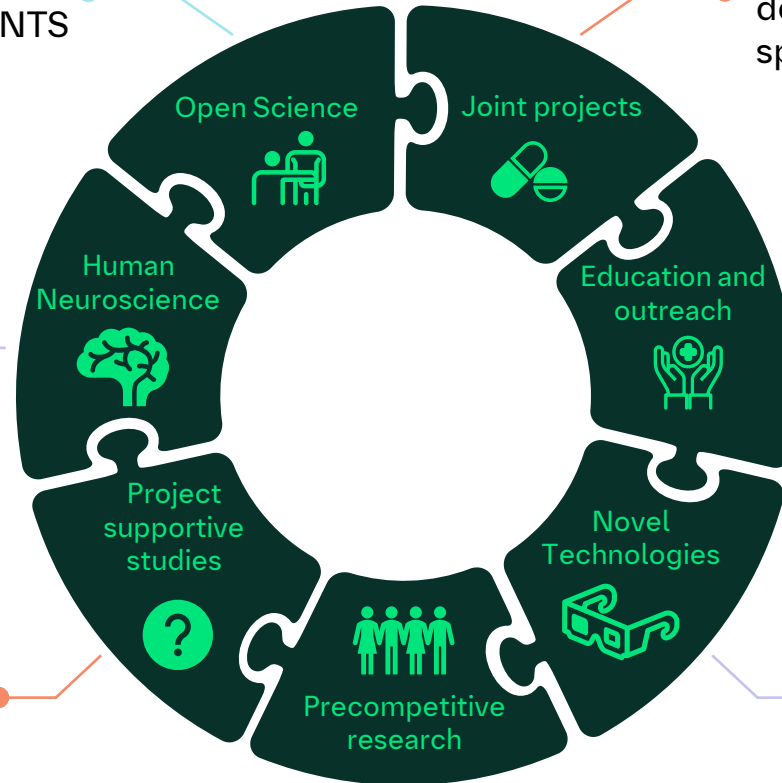 NTS
Open Science
Joint projects
Human
Neuroscience
Education and
outreach
Project
supportive
studies
?
Novel
Technologies
Precompetitive
research